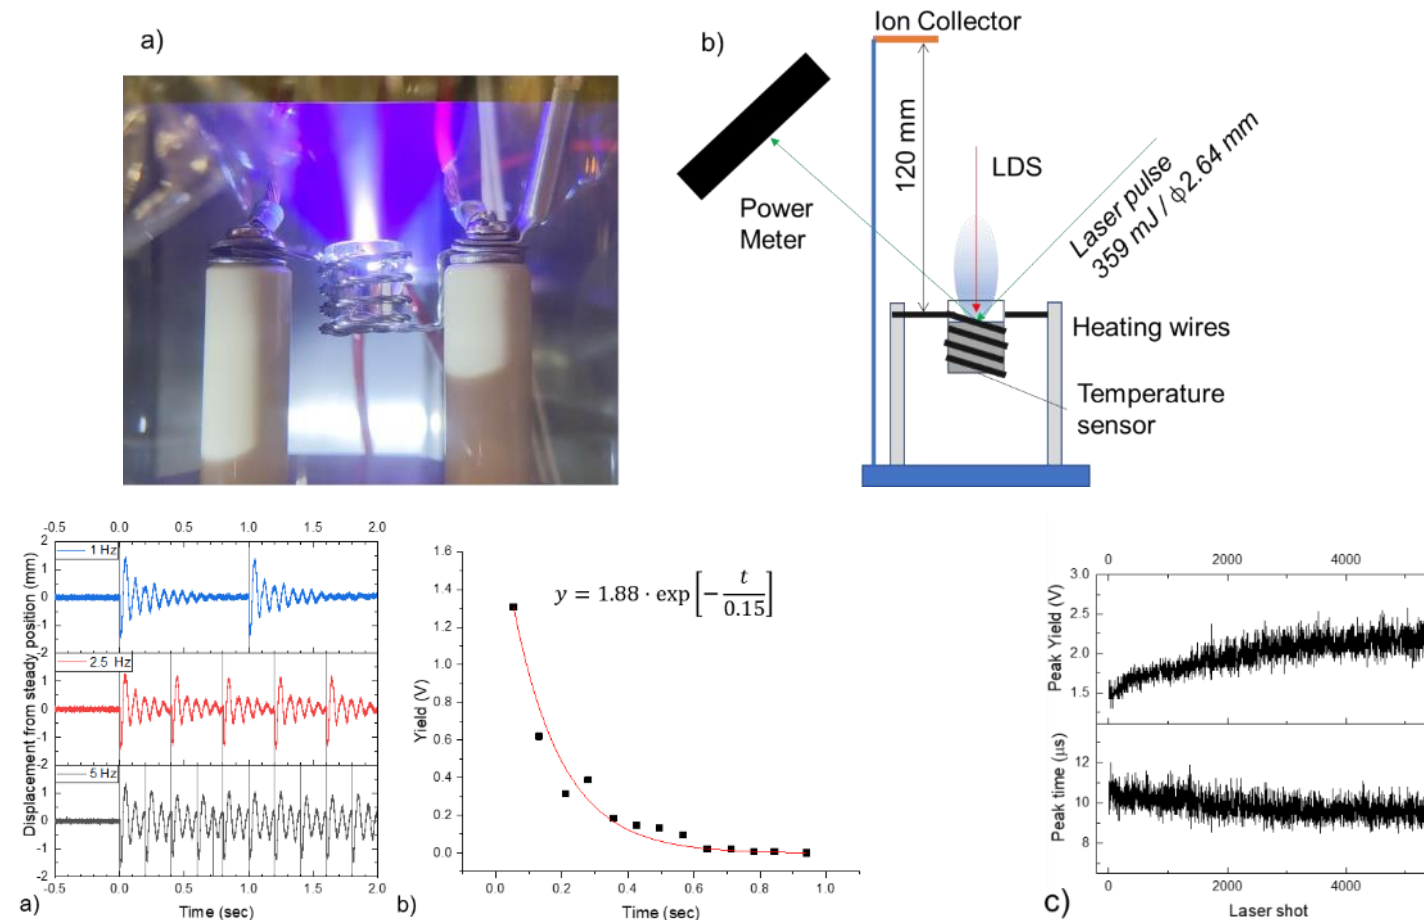 a)
b)
Ion Collector
120 mm
LDS
Laser pulse
359 mJ / ϕ2.64 mm
Power
Meter
Heating wires
Temperature
sensor
-0.5 0.0 0.5 1.0 1.5 2.0
2
1
0
-1
-2
1 Hz
2
1
0
-1
-2
2.5 Hz
2
1
0
-1
-2
5 Hz
Displacement from steady position (mm)
-0.5 0.0 0.5 1.0 1.5 2.0
Time (sec)
a)
1.6
1.4
1.2
1.0
0.8
0.6
0.4
0.2
0.0
Yield (V)
y = 1.88 · exp [− t/0.15]
0.0 0.2 0.4 0.6 0.8 1.0
Time (sec)
b)
0 2000 4000
3.0
2.5
2.0
1.5
Peak Yield (V)
12
10
8
Peak time (μs)
0 2000 4000
Laser shot
c)